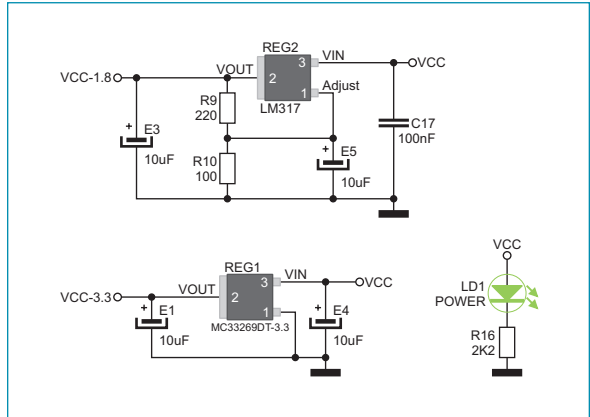 REG2
3
VIN
VCC
VCC-1.8
VOUT
2
1
Adjust
R9
220
LM317
+
E3
10uF
C17
100nF
R10
100
+
E5
10uF
REG1
3
VIN
VCC
VCC-3.3
VOUT
2
1
+
E1
10uF
MC33269DT-3.3
+
E4
10uF
VCC
LD1
POWER
R16
2K2